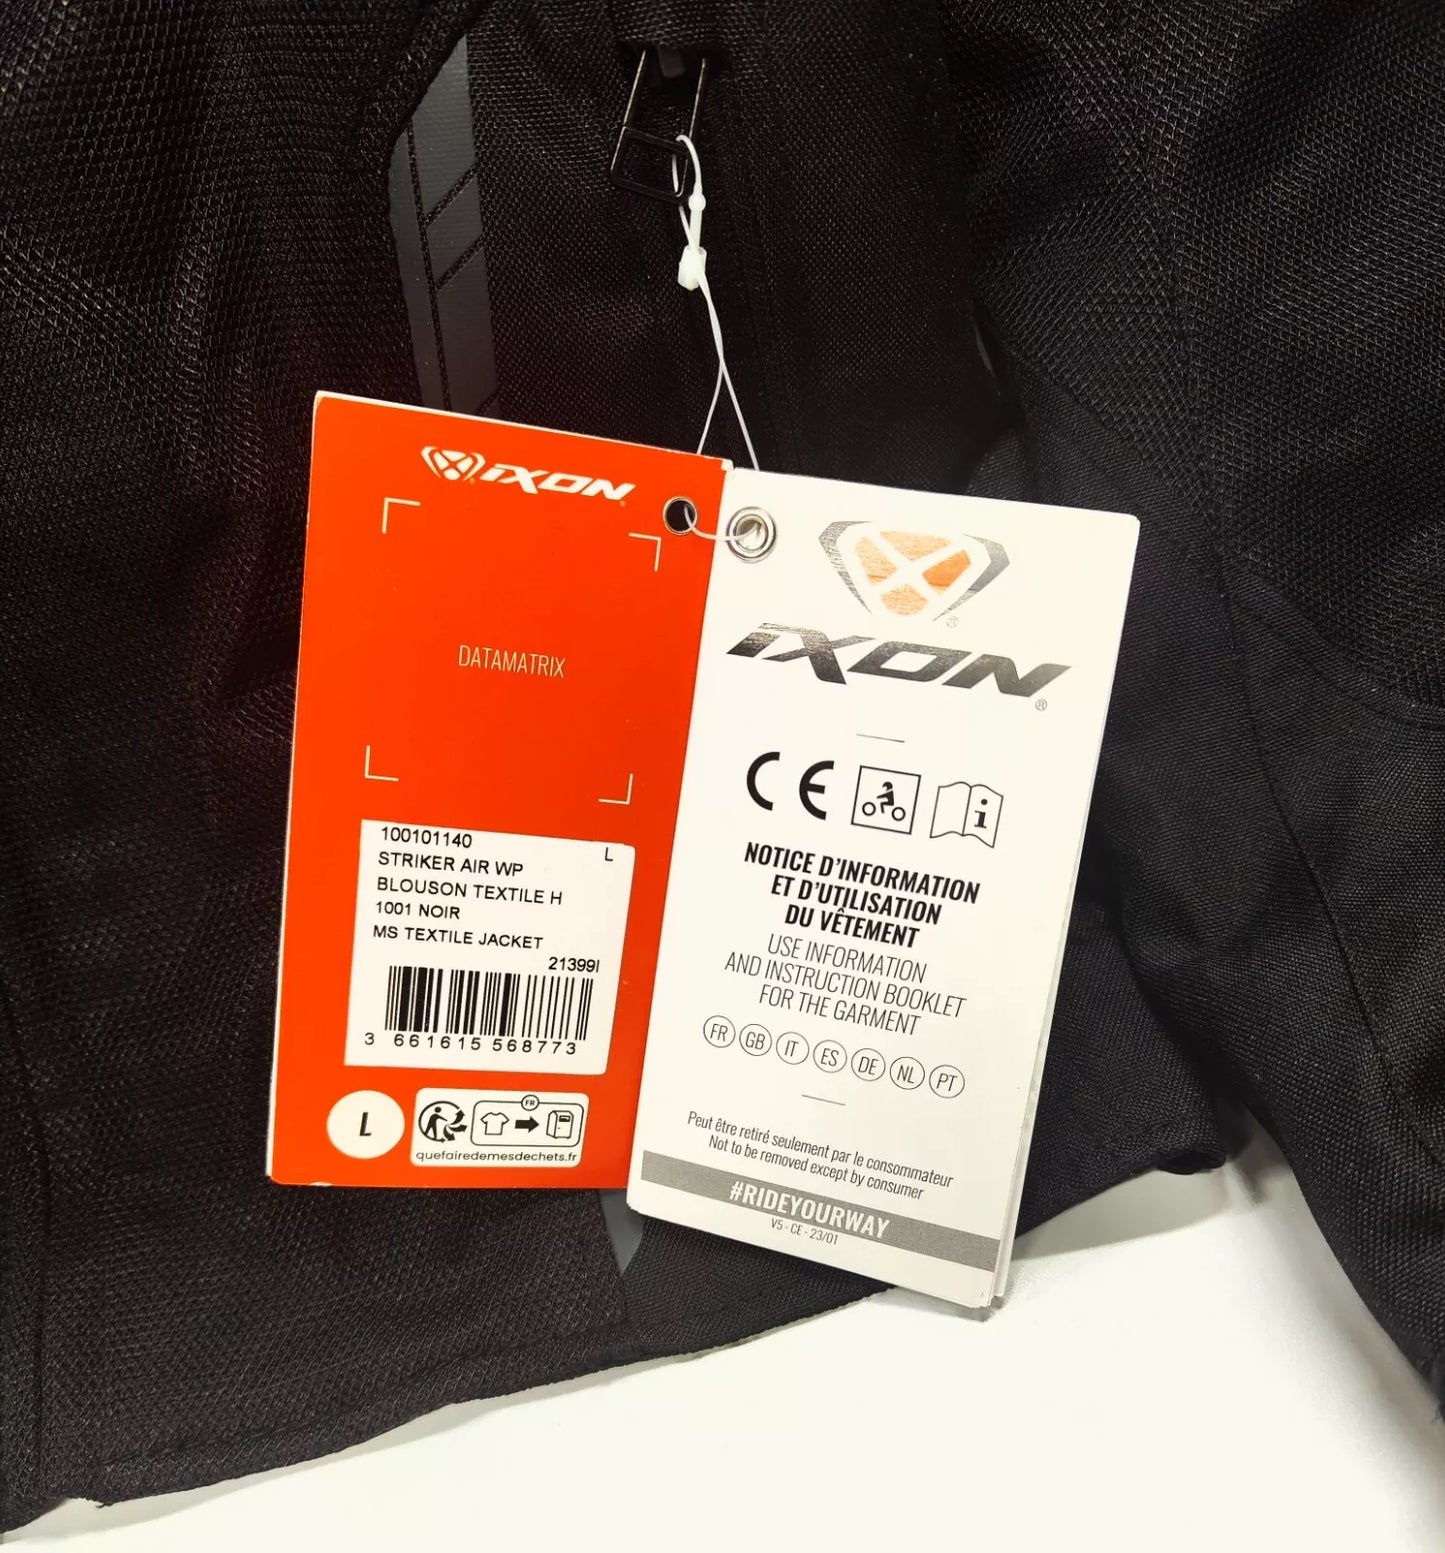 iXON
DATAMATRIX
100101140
L
STRIKER AIR WP
BLOUSON TEXTILE H
1001 NOIR
MS TEXTILE JACKET
21399I
3 661615 568773
L
FR
quefairedemesdechets.fr
iXON
CE
i
NOTICE D'INFORMATION
ET D'UTILISATION
DU VÊTEMENT
USE INFORMATION
AND INSTRUCTION BOOKLET
FOR THE GARMENT
FR GB IT ES DE NL PT
Peut être retiré seulement par le consommateur
Not to be removed except by consumer
#RIDEYOURWAY
V5 - CE - 23/01